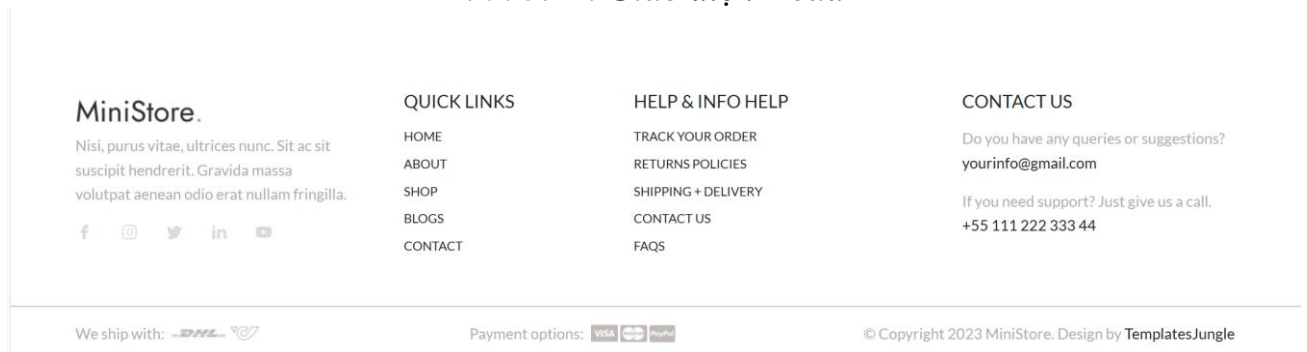 MiniStore.
Nisi, purus vitae, ultrices nunc. Sit ac sit
suscipit hendrerit. Gravida massa
volutpat aenean odio erat nullam fringilla.
QUICK LINKS
HOME
ABOUT
SHOP
BLOGS
CONTACT
HELP & INFO HELP
TRACK YOUR ORDER
RETURNS POLICIES
SHIPPING + DELIVERY
CONTACT US
FAQS
CONTACT US
Do you have any queries or suggestions?
yourinfo@gmail.com
If you need support? Just give us a call.
+55 111 222 333 44
We ship with: DHL
Payment options: VISA PayPal
© Copyright 2023 MiniStore. Design by TemplatesJungle